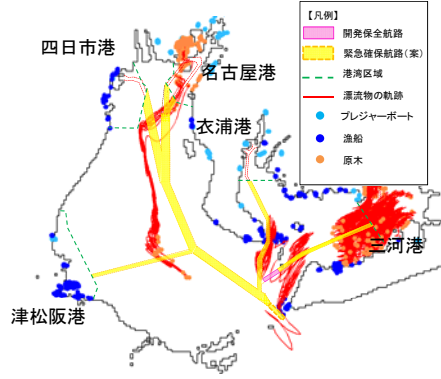 【凡例】
開発保全航路
緊急確保航路(案)
港湾区域
漂流物の軌跡
プレジャーボート
漁船
原木
四日市港
名古屋港
衣浦港
三河港
津松阪港